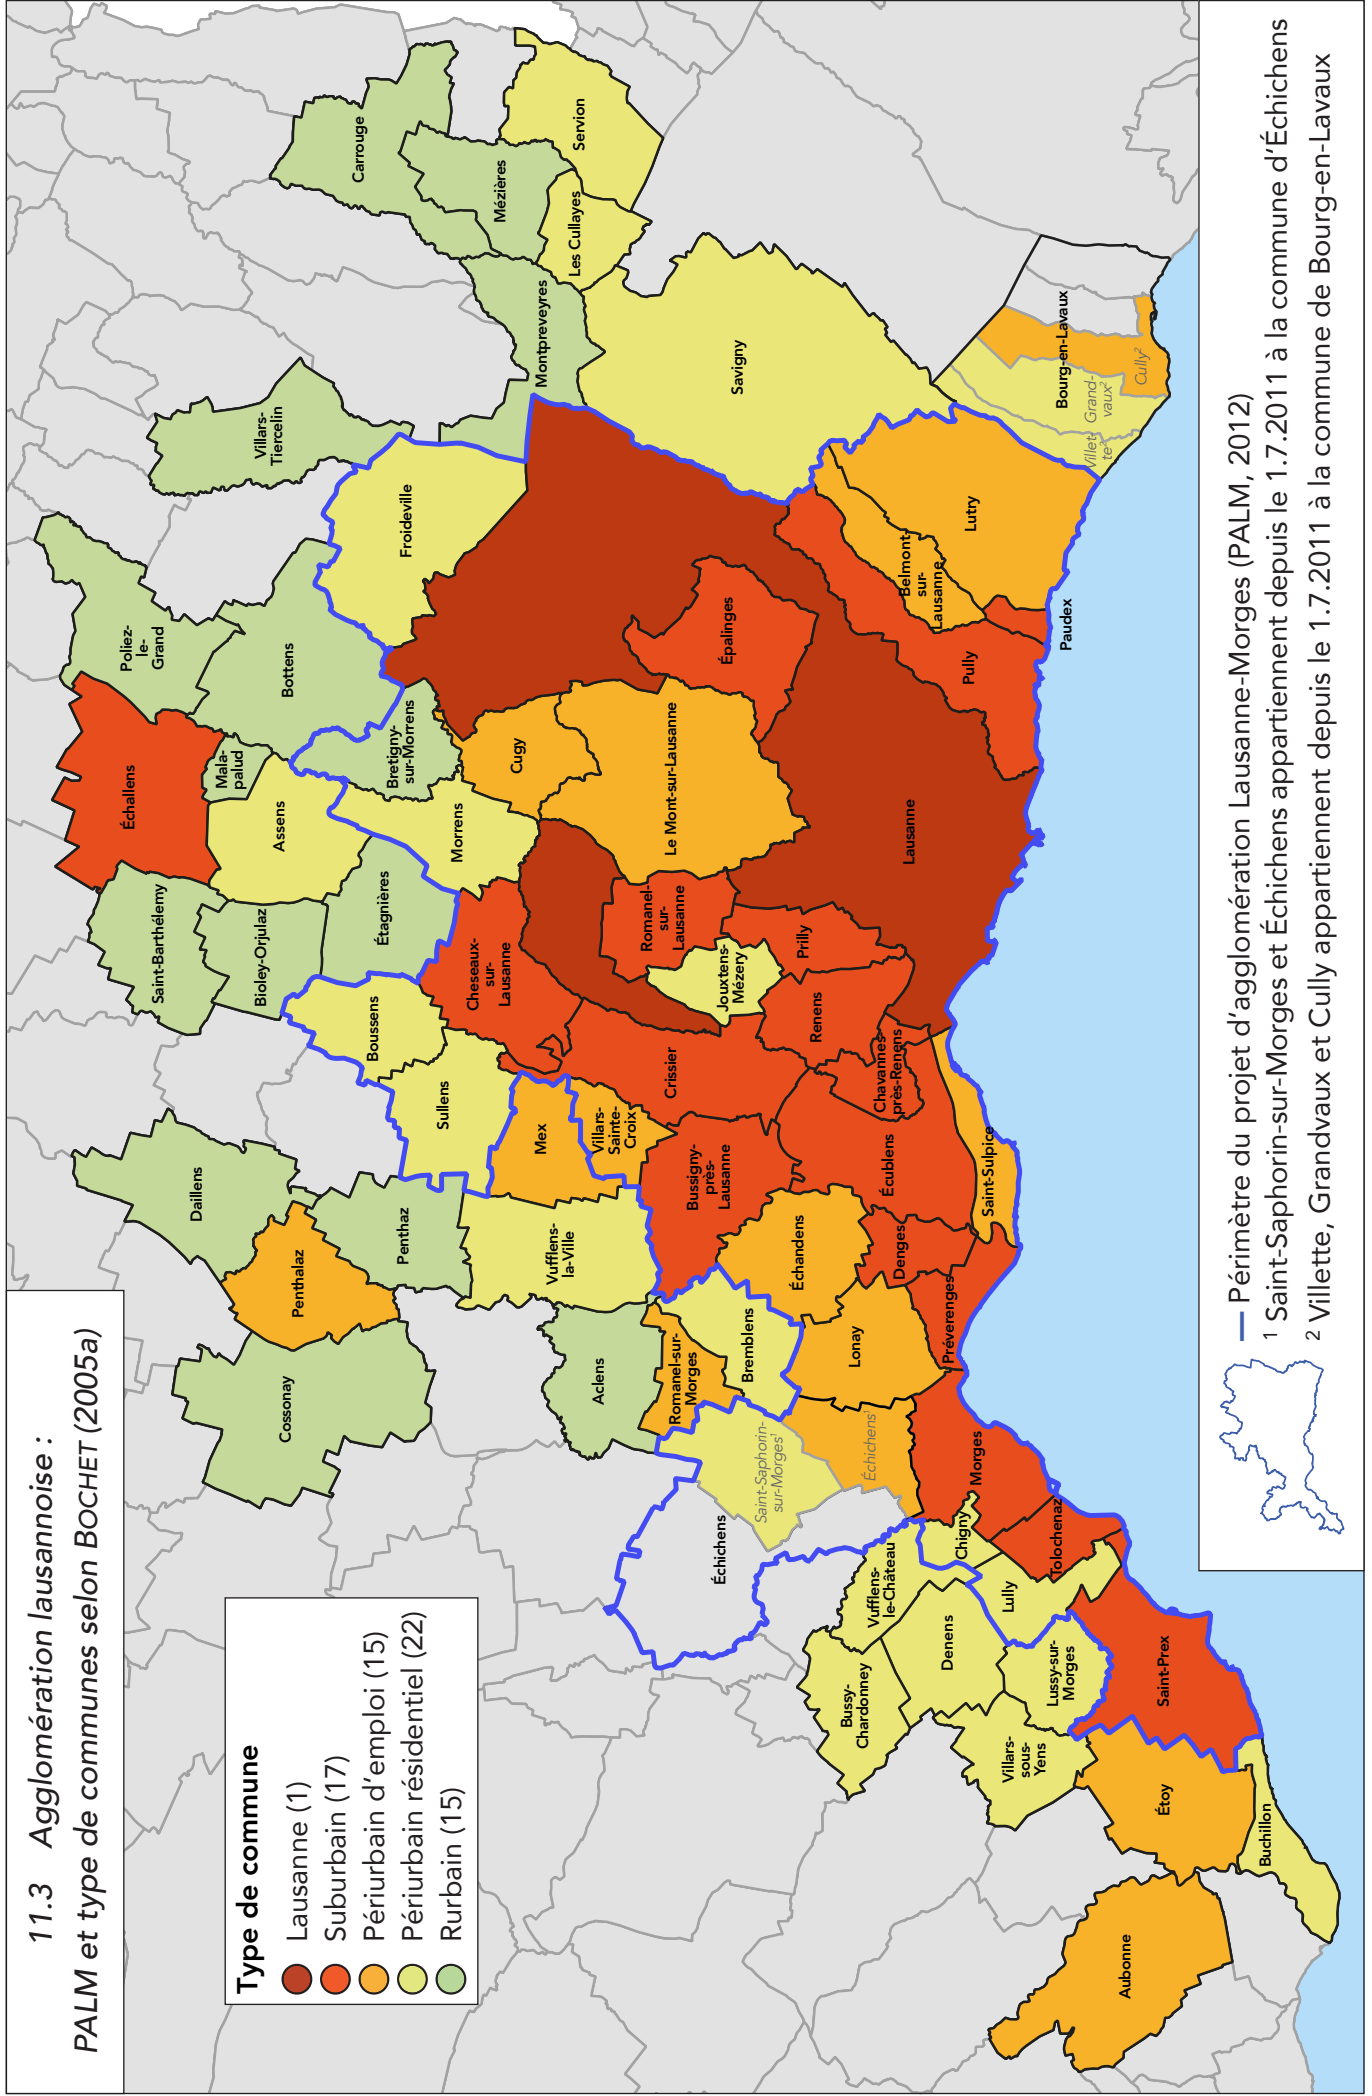 11.3 Agglomération lausannoise :
PALM et type de communes selon BOCHET (2005a)
Type de commune
Lausanne (1)
Suburbain (17)
Périurbain d'emploi (15)
Périurbain résidentiel (22)
Rurbain (15)
Cossonay
Penthalaz
Daillens
Penthaz
Aclens
Vufflens-
la-Ville
Romanel-sur-
Morges
Bremblens
Saint-Saphorin-
sur-Morges¹
Échichens
Échichens¹
Saint-Barthélemy
Échallens
Poliez-
le-
Grand
Mala-
palud
Bioley-Orjulaz
Assens
Bottens
Étagnières
Villars-
Tiercelin
Carrouge
Mézières
Servion
Les Cullayes
Montpreveyres
Froideville
Bretigny-
sur-Morrens
Morrens
Boussens
Sullens
Cheseaux-
sur-
Lausanne
Mex
Villars-
Sainte-
Croix
Cugy
Le Mont-sur-Lausanne
Épalinges
Savigny
Romanel-
sur-
Lausanne
Jouxtens-
Mézery
Prilly
Renens
Crissier
Bussigny-
près-
Lausanne
Chavannes-
près-Renens
Écublens
Échandens
Denges
Lonay
Préverenges
Saint-Sulpice
Lausanne
Pully
Belmont-
sur-
Lausanne
Lutry
Paudex
Bourg-en-Lavaux
Villet-
te²
Grand-
vaux²
Cully²
Morges
Chigny
Tolochenaz
Vufflens-
le-Château
Lully
Denens
Bussy-
Chardonney
Lussy-sur-
Morges
Villars-
sous-
Yens
Saint-Prex
Étoy
Buchillon
Aubonne
Périmètre du projet d'agglomération Lausanne-Morges (PALM, 2012)
¹ Saint-Saphorin-sur-Morges et Échichens appartiennent depuis le 1.7.2011 à la commune d'Échichens
² Villette, Grandvaux et Cully appartiennent depuis le 1.7.2011 à la commune de Bourg-en-Lavaux